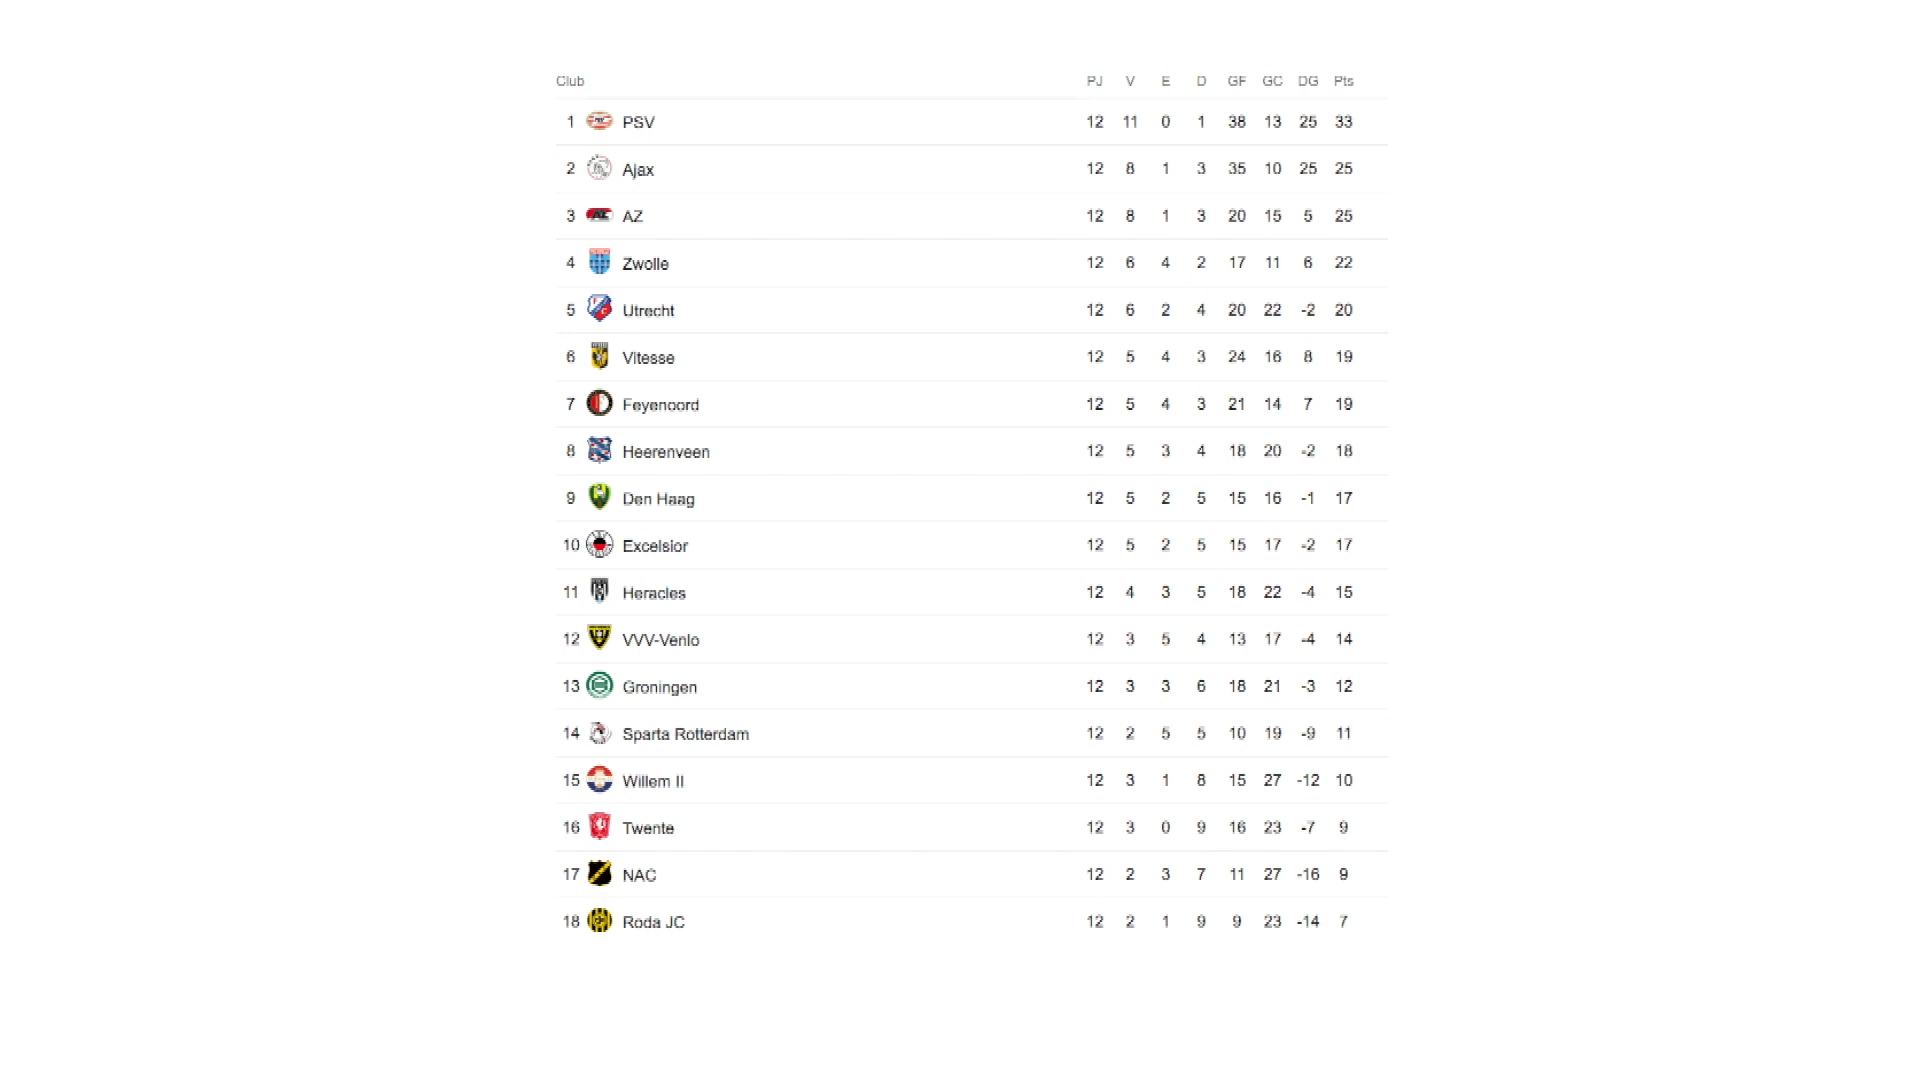 Club PJ V E D GF GC DG Pts
1 PSV 12 11 0 1 38 13 25 33
2 Ajax 12 8 1 3 35 10 25 25
3 AZ 12 8 1 3 20 15 5 25
4 Zwolle 12 6 4 2 17 11 6 22
5 Utrecht 12 6 2 4 20 22 -2 20
6 Vitesse 12 5 4 3 24 16 8 19
7 Feyenoord 12 5 4 3 21 14 7 19
8 Heerenveen 12 5 3 4 18 20 -2 18
9 Den Haag 12 5 2 5 15 16 -1 17
10 Excelsior 12 5 2 5 15 17 -2 17
11 Heracles 12 4 3 5 18 22 -4 15
12 VVV-Venlo 12 3 5 4 13 17 -4 14
13 Groningen 12 3 3 6 18 21 -3 12
14 Sparta Rotterdam 12 2 5 5 10 19 -9 11
15 Willem II 12 3 1 8 15 27 -12 10
16 Twente 12 3 0 9 16 23 -7 9
17 NAC 12 2 3 7 11 27 -16 9
18 Roda JC 12 2 1 9 9 23 -14 7